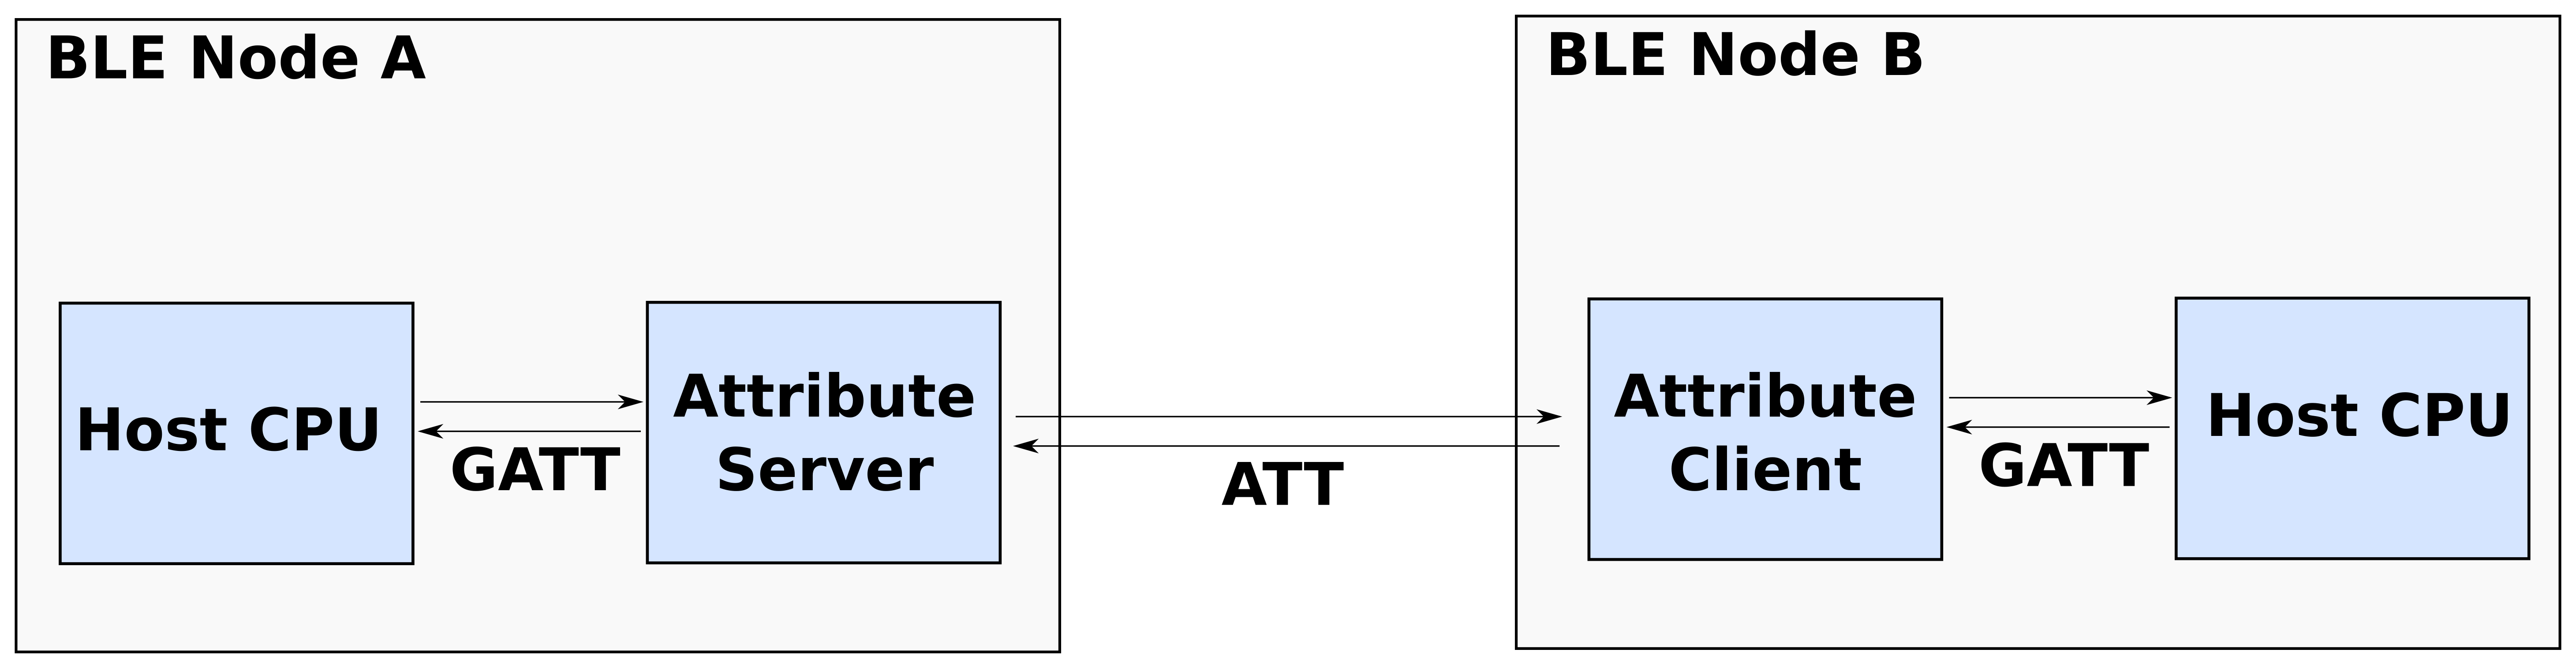 BLE Node A
Host CPU
GATT
Attribute
Server
ATT
BLE Node B
Attribute
Client
GATT
Host CPU